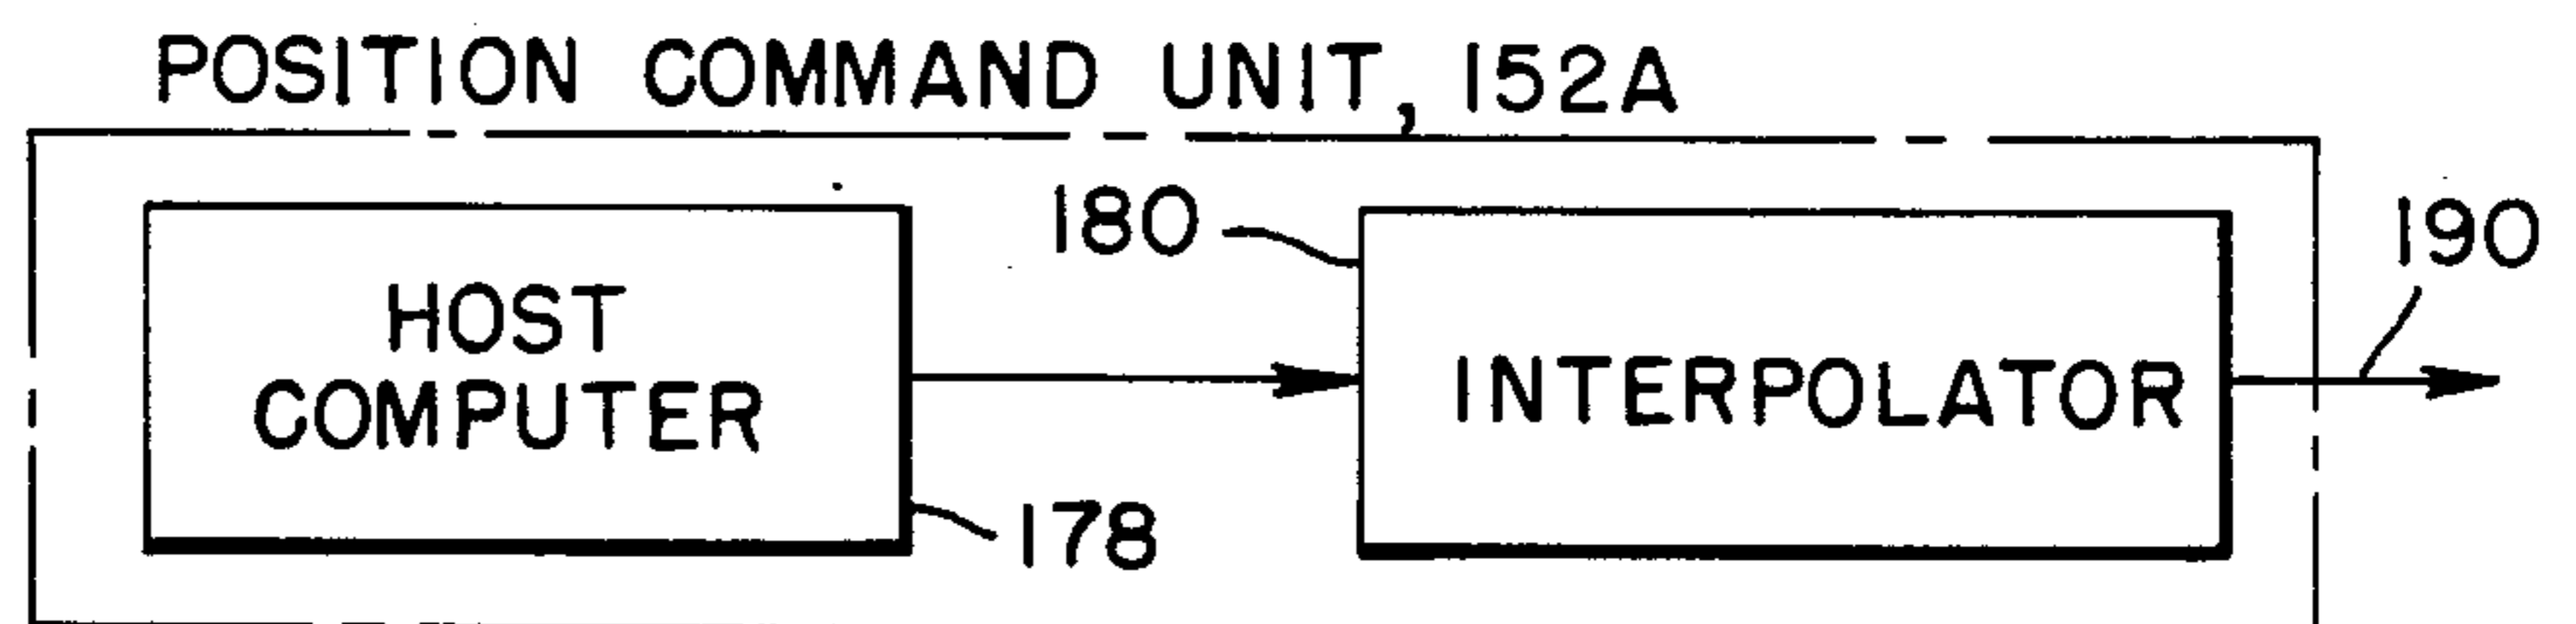 POSITION COMMAND UNIT, 152A
180
190
HOST
COMPUTER
INTERPOLATOR
178